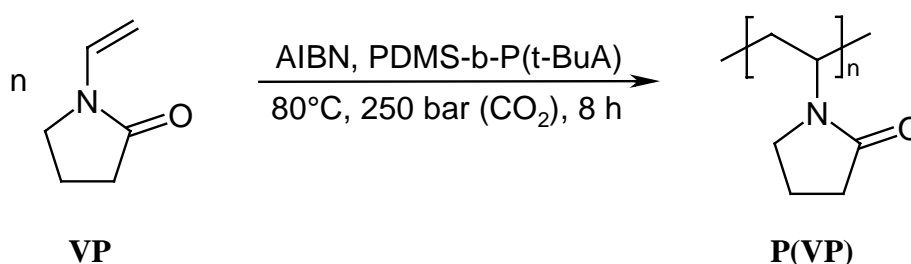 n
N
O
AIBN, PDMS-b-P(t-BuA)
80°C, 250 bar (CO₂), 8 h
n
N
O
VP
P(VP)